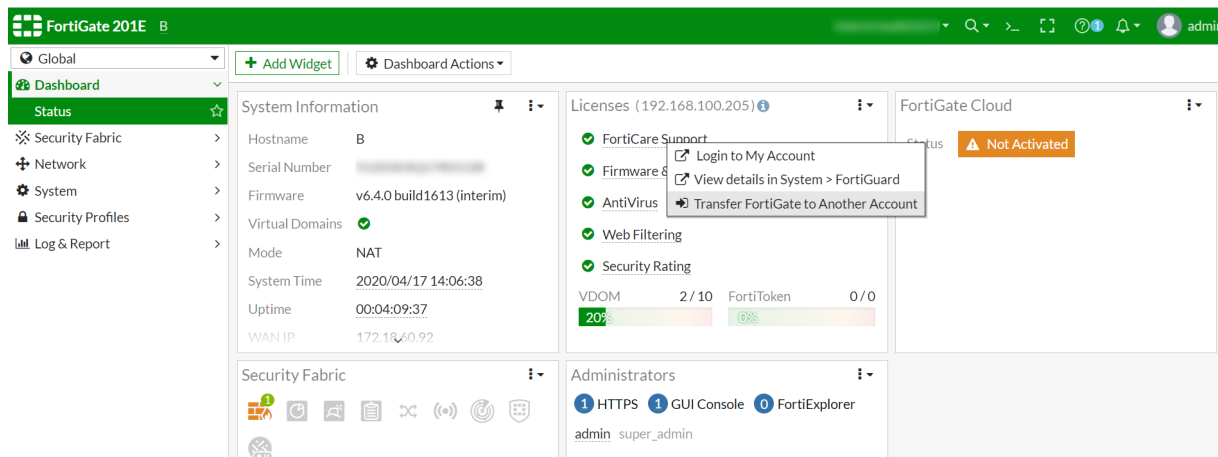 FortiGate 201E B
1
admin
Global
Dashboard
Status
Security Fabric
Network
System
Security Profiles
Log & Report
+ Add Widget
Dashboard Actions
System Information
Hostname B
Serial Number
Firmware v6.4.0 build1613 (interim)
Virtual Domains
Mode NAT
System Time 2020/04/17 14:06:38
Uptime 00:04:09:37
WAN IP 172.18.60.92
Licenses (192.168.100.205)
FortiCare Support
Firmware &
AntiVirus
Web Filtering
Security Rating
Login to My Account
View details in System > FortiGuard
Transfer FortiGate to Another Account
VDOM 2 / 10 FortiToken 0 / 0
20% 0%
FortiGate Cloud
Status Not Activated
Security Fabric
1
Administrators
1 HTTPS 1 GUI Console 0 FortiExplorer
admin super_admin